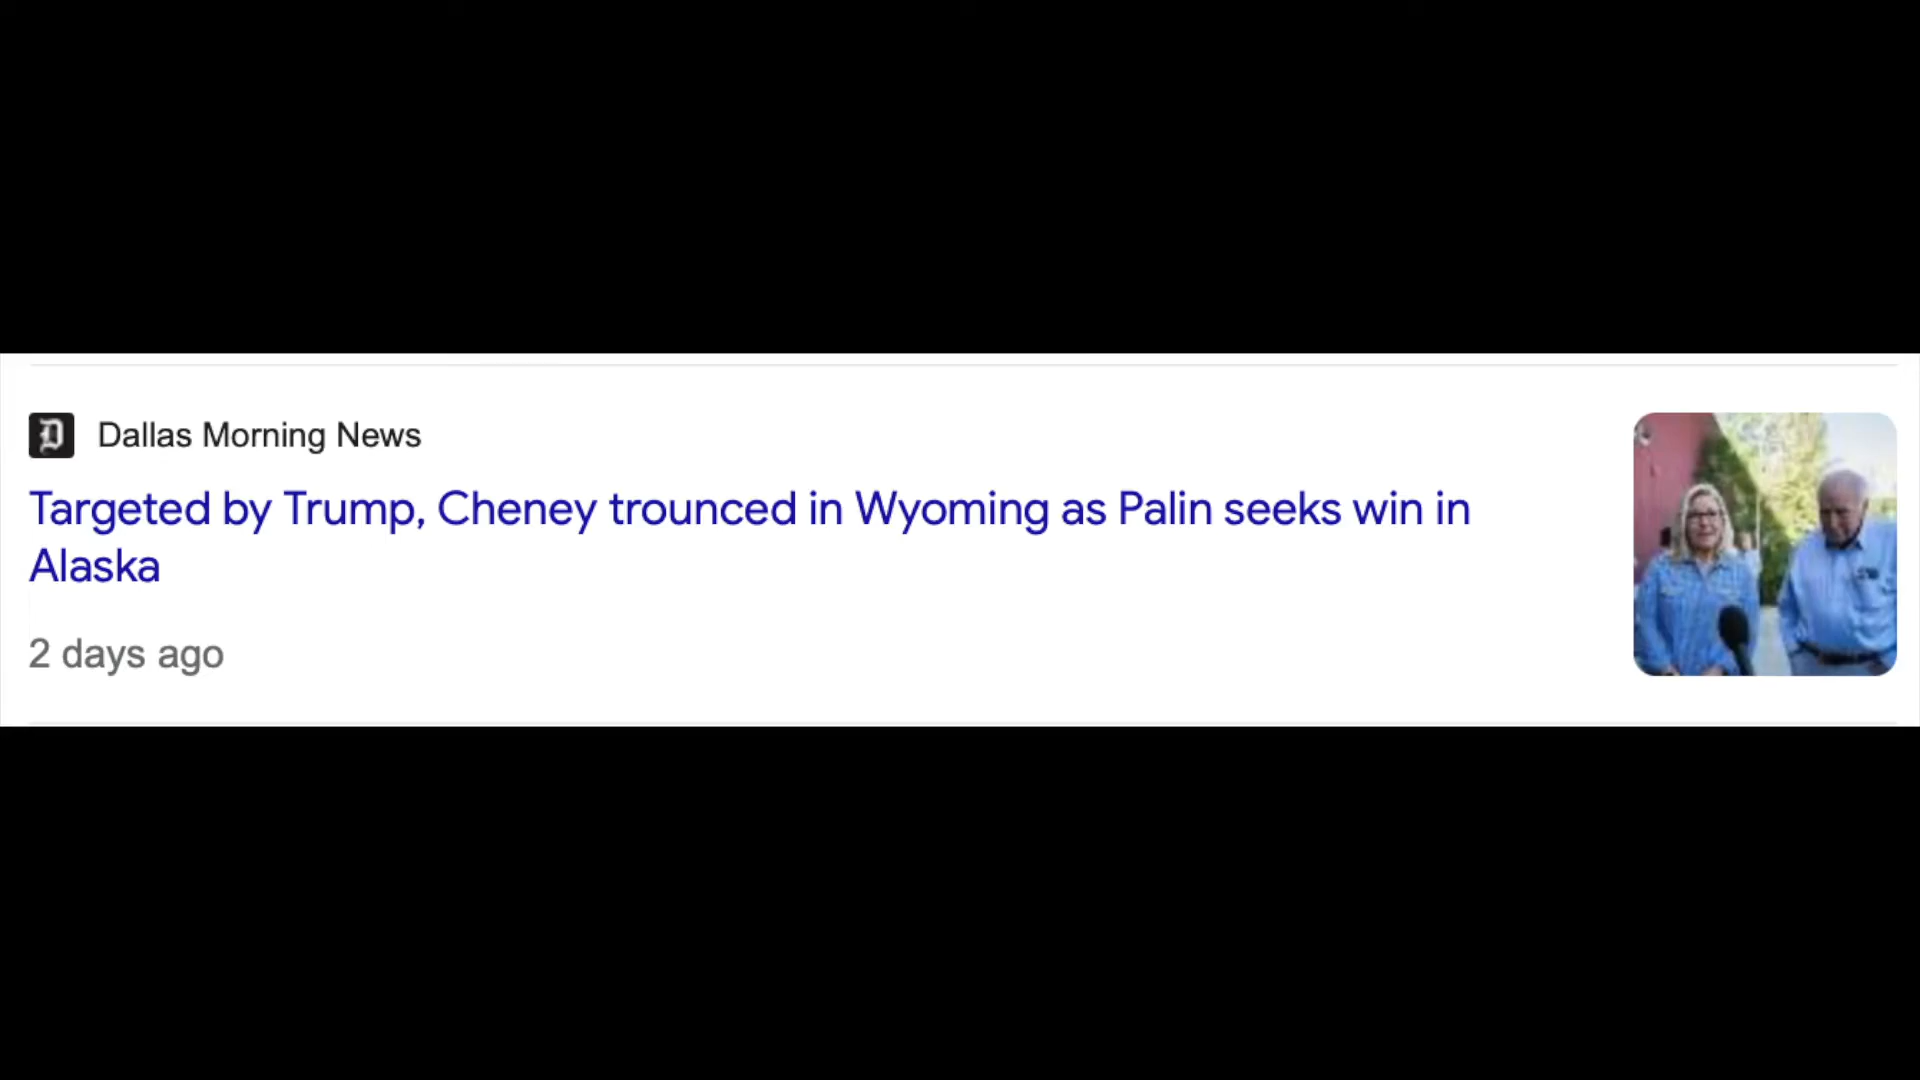 Dallas Morning News
Targeted by Trump, Cheney trounced in Wyoming as Palin seeks win in
Alaska
2 days ago